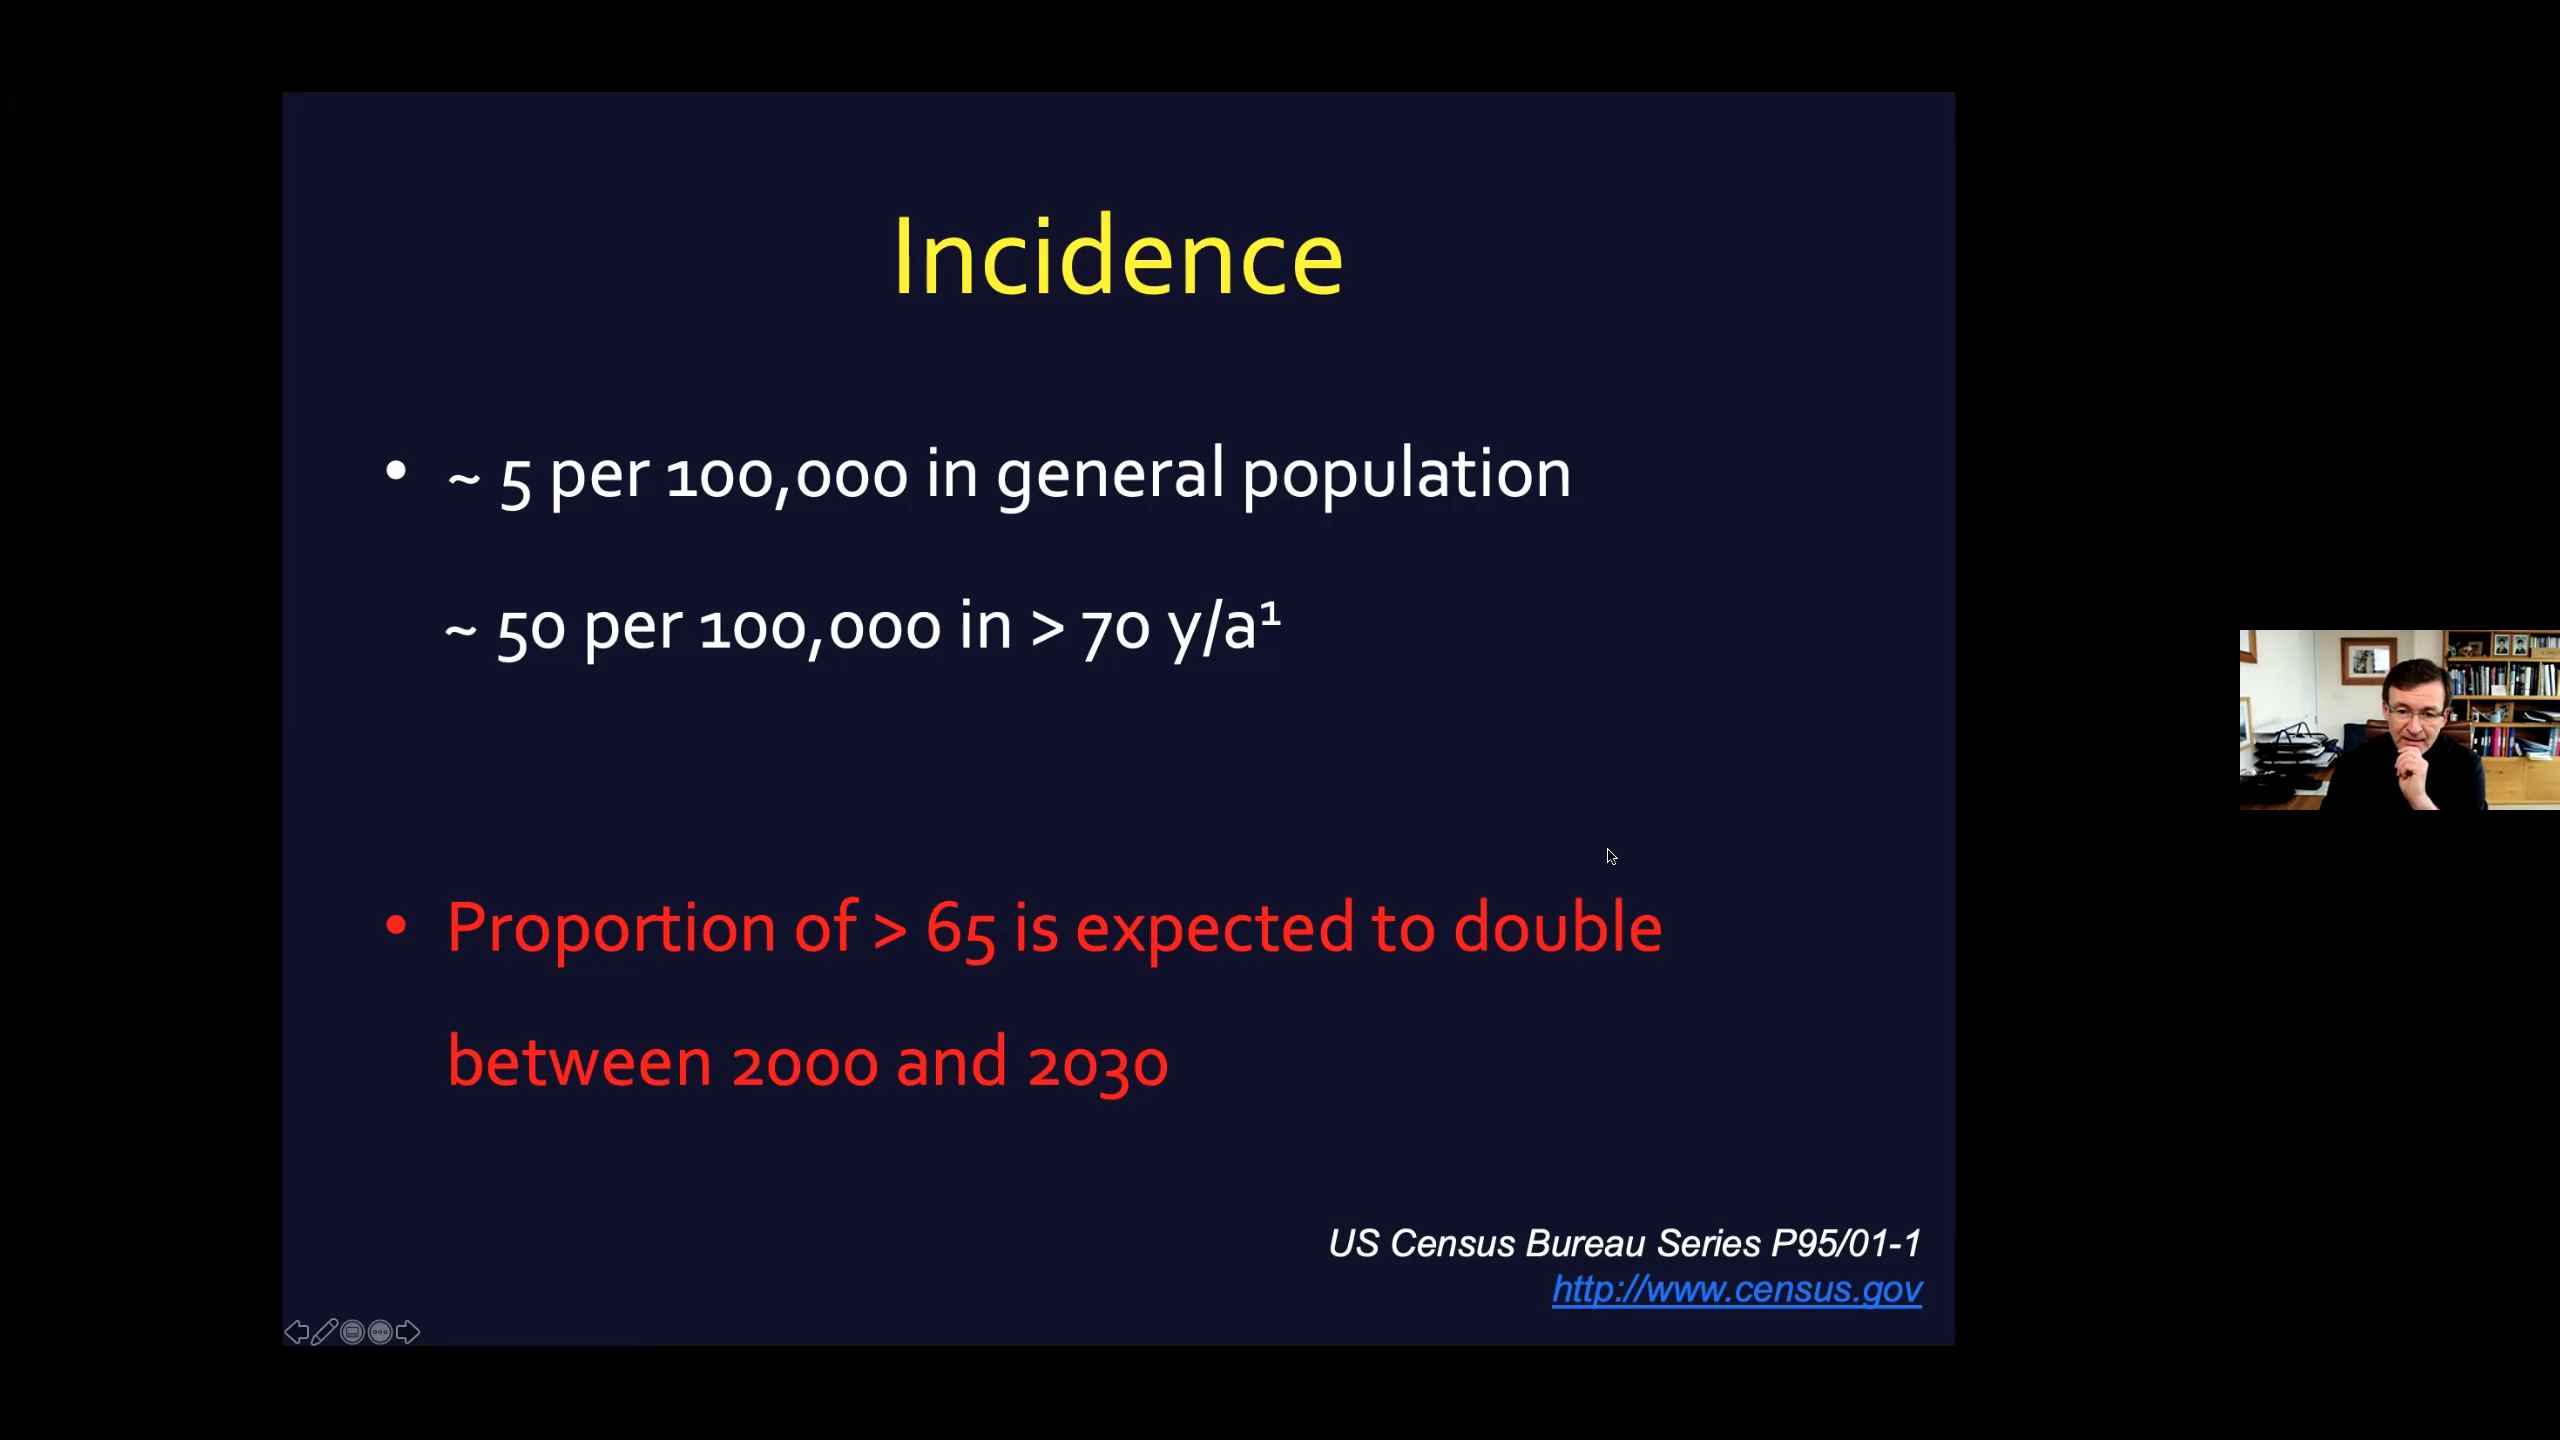 Incidence
• ~ 5 per 100,000 in general population
~ 50 per 100,000 in > 70 y/a¹
• Proportion of > 65 is expected to double
between 2000 and 2030
US Census Bureau Series P95/01-1
http://www.census.gov